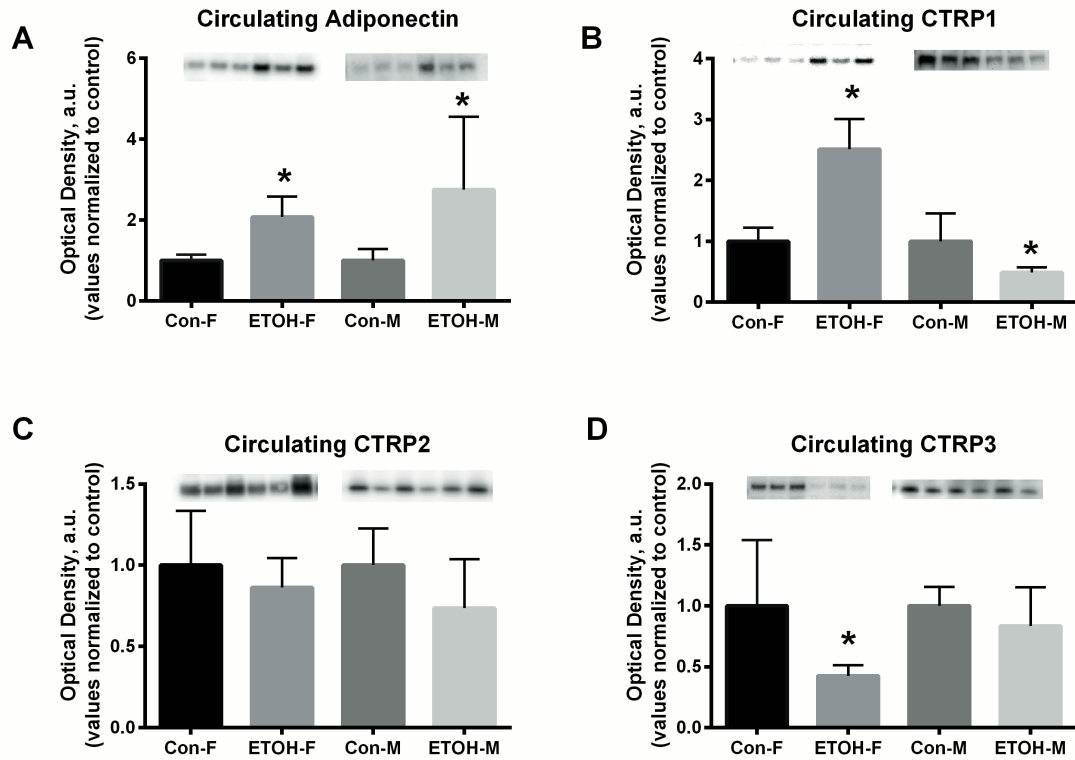 A
Circulating Adiponectin
Optical Density, a.u.
(values normalized to control)
6
4
2
0
*
*
Con-F
ETOH-F
Con-M
ETOH-M
B
Circulating CTRP1
Optical Density, a.u.
(values normalized to control)
4
3
2
1
0
*
*
Con-F
ETOH-F
Con-M
ETOH-M
C
Circulating CTRP2
Optical Density, a.u.
(values normalized to control)
1.5
1.0
0.5
0.0
Con-F
ETOH-F
Con-M
ETOH-M
D
Circulating CTRP3
Optical Density, a.u.
(values normalized to control)
2.0
1.5
1.0
0.5
0.0
*
Con-F
ETOH-F
Con-M
ETOH-M